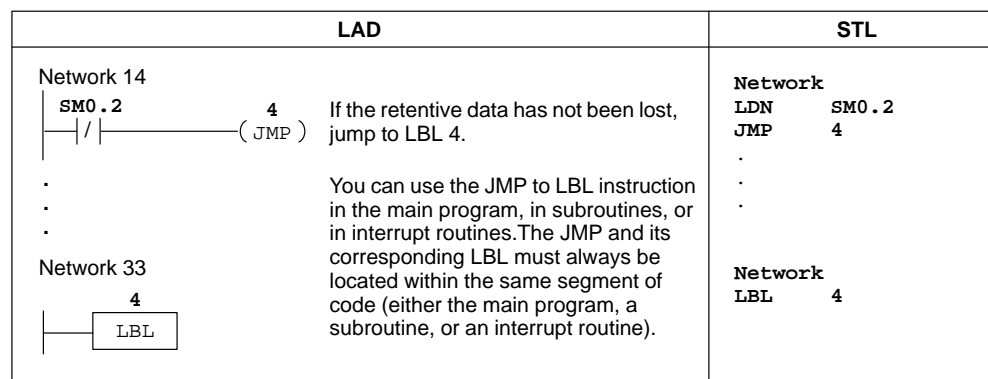 LAD
STL
Network 14
SM0.2
4
/
( JMP )
If the retentive data has not been lost,
jump to LBL 4.
.
.
.
You can use the JMP to LBL instruction
in the main program, in subroutines, or
in interrupt routines.The JMP and its
corresponding LBL must always be
located within the same segment of
code (either the main program, a
subroutine, or an interrupt routine).
Network 33
4
LBL
Network
LDN SM0.2
JMP 4
.
.
.
Network
LBL 4